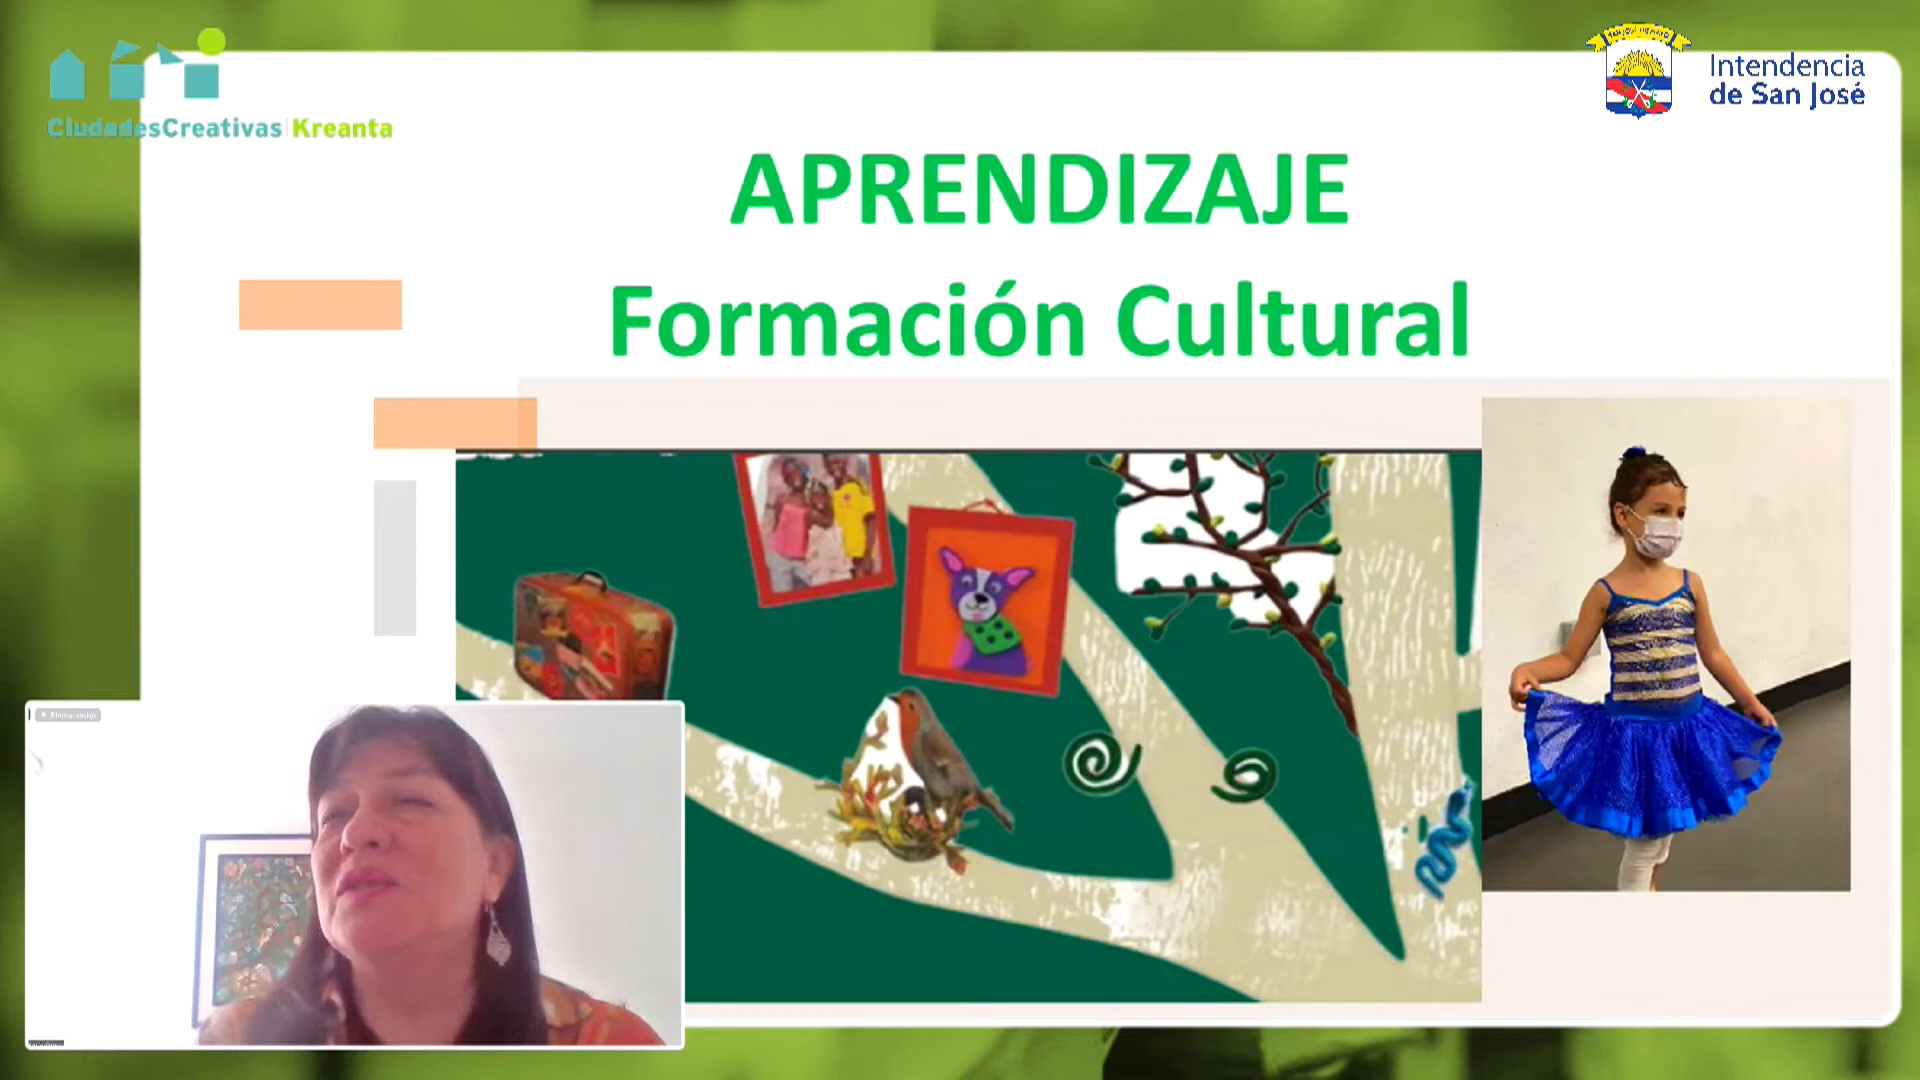 CiudadesCreativas Kreanta
Intendencia
de San José
APRENDIZAJE
Formación Cultural